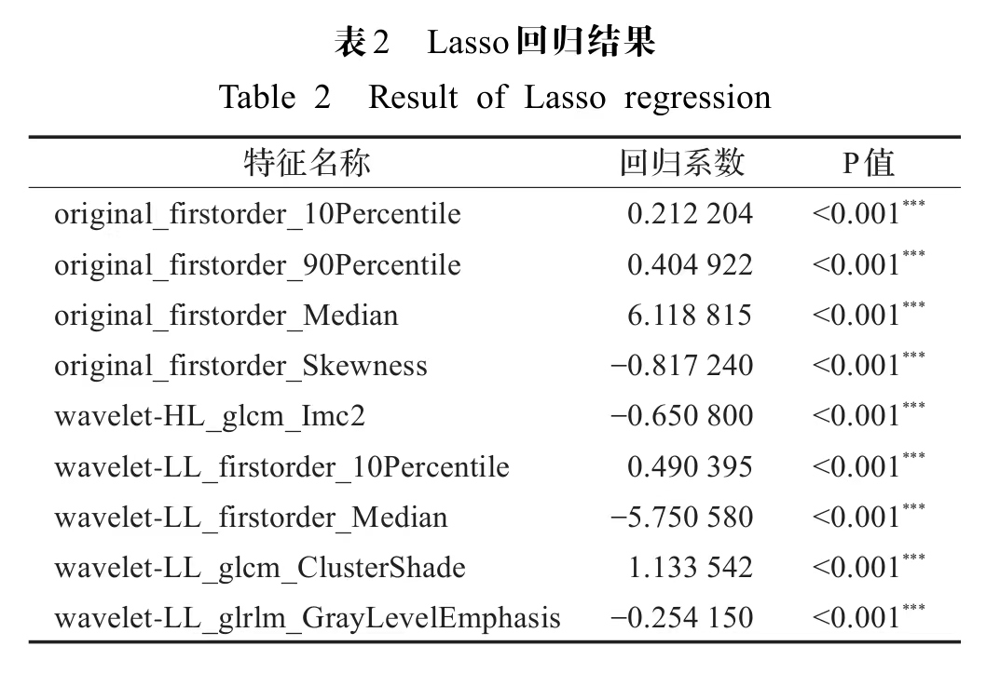 表2 Lasso回归结果
Table 2 Result of Lasso regression
特征名称 回归系数 P值
original_firstorder_10Percentile 0.212 204 <0.001***
original_firstorder_90Percentile 0.404 922 <0.001***
original_firstorder_Median 6.118 815 <0.001***
original_firstorder_Skewness −0.817 240 <0.001***
wavelet-HL_glcm_Imc2 −0.650 800 <0.001***
wavelet-LL_firstorder_10Percentile 0.490 395 <0.001***
wavelet-LL_firstorder_Median −5.750 580 <0.001***
wavelet-LL_glcm_ClusterShade 1.133 542 <0.001***
wavelet-LL_glrlm_GrayLevelEmphasis −0.254 150 <0.001***